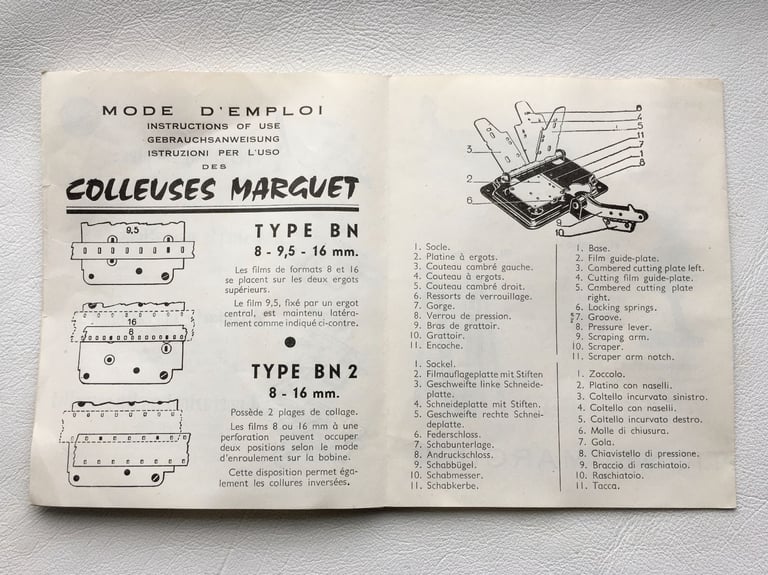 MODE D'EMPLOI
INSTRUCTIONS OF USE
GEBRAUCHSANWEISUNG
ISTRUZIONI PER L'USO
DES
COLLEUSES MARGUET
9,5
16
8
TYPE BN
8 - 9,5 - 16 mm.
Les films de formats 8 et 16
se placent sur les deux ergots
supérieurs.
Le film 9,5, fixé par un ergot
central, est maintenu latéra-
lement comme indiqué ci-contre.
TYPE BN 2
8 - 16 mm.
Possède 2 plages de collage.
Les films 8 ou 16 mm à une
perforation peuvent occuper
deux positions selon le mode
d'enroulement sur la bobine.
Cette disposition permet éga-
lement les collures inversées.
6
4
5
11
7
1
8
3
2
6
9
10
1. Socle.
2. Platine à ergots.
3. Couteau cambré gauche.
4. Couteau à ergots.
5. Couteau cambré droit.
6. Ressorts de verrouillage.
7. Gorge.
8. Verrou de pression.
9. Bras de grattoir.
10. Grattoir.
11. Encoche.
1. Base.
2. Film guide-plate.
3. Cambered cutting plate left.
4. Cutting film guide-plate.
5. Cambered cutting plate
right.
6. Locking springs.
7. Groove.
8. Pressure lever.
9. Scraping arm.
10. Scraper.
11. Scraper arm notch.
1. Sockel.
2. Filmauflageplatte mit Stiften
3. Geschweifte linke Schneide-
platte.
4. Schneideplatte mit Stiften.
5. Geschweifte rechte Schnei-
deplatte.
6. Federschloss.
7. Schabunterlage.
8. Andruckschloss.
9. Schabbügel.
10. Schabmesser.
11. Schabkerbe.
1. Zoccolo.
2. Platino con naselli.
3. Coltello incurvato sinistro.
4. Coltello con naselli.
5. Coltello incurvato destro.
6. Molle di chiusura.
7. Gola.
8. Chiavistello di pressione.
9. Braccio di raschiatoio.
10. Raschiatoio.
11. Tacca.